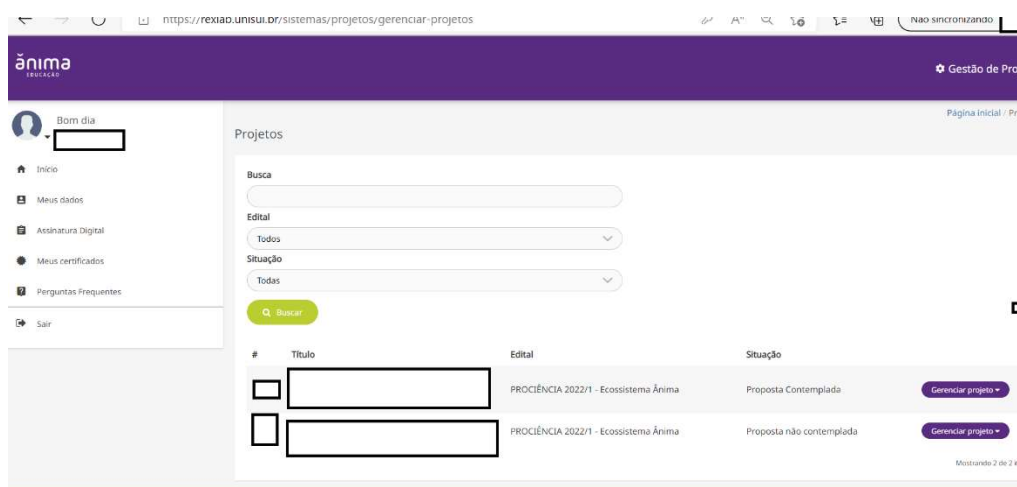 https://rexlab.unisul.br/sistemas/projetos/gerenciar-projetos
Não sincronizando
ănima
EDUCAÇÃO
Gestão de Pro
Bom dia
Início
Meus dados
Assinatura Digital
Meus certificados
Perguntas Frequentes
Sair
Página inicial / Pr
Projetos
Busca
Edital
Todos
Situação
Todas
Buscar
# Título Edital Situação
PROCIÊNCIA 2022/1 - Ecossistema Ânima Proposta Contemplada Gerenciar projeto
PROCIÊNCIA 2022/1 - Ecossistema Ânima Proposta não contemplada Gerenciar projeto
Mostrando 2 de 2